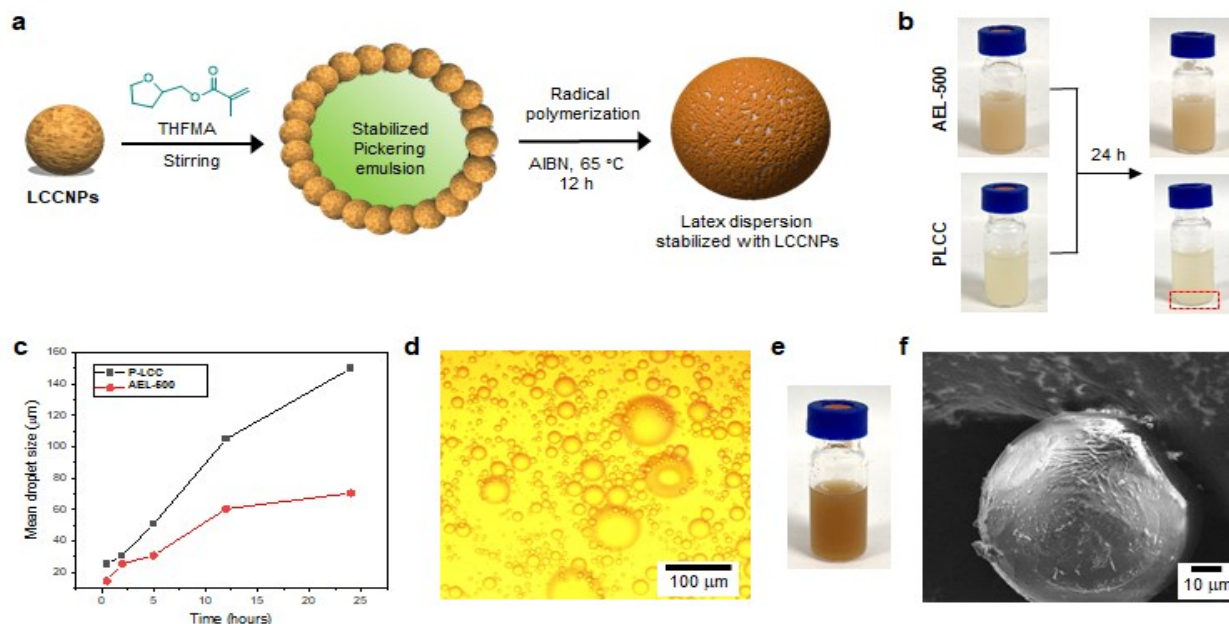 a
LCCNPs
THFMA
Stirring
Stabilized
Pickering
emulsion
Radical
polymerization
AIBN, 65 °C
12 h
Latex dispersion
stabilized with LCCNPs
b
AEL-500
PLCC
24 h
c
Mean droplet size (μm)
160
140
120
100
80
60
40
20
P-LCC
AEL-500
0
5
10
15
20
25
Time (hours)
d
100 μm
e
f
10 μm